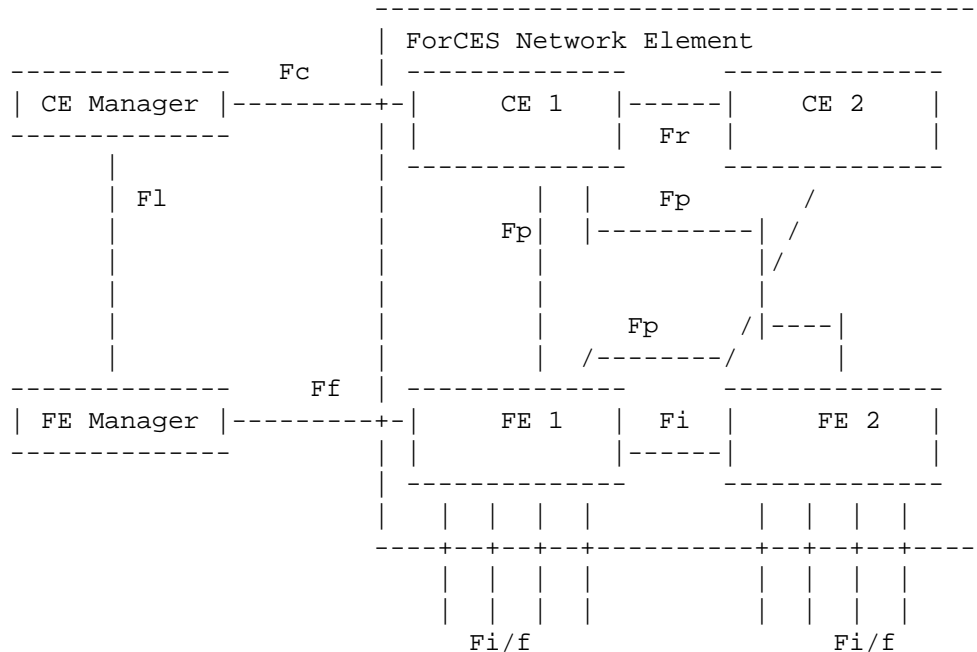 ForCES Network Element
Fc
CE Manager CE 1 CE 2
Fr
Fl Fp
Fp
Fp
Ff
FE Manager FE 1 Fi FE 2
Fi/f Fi/f